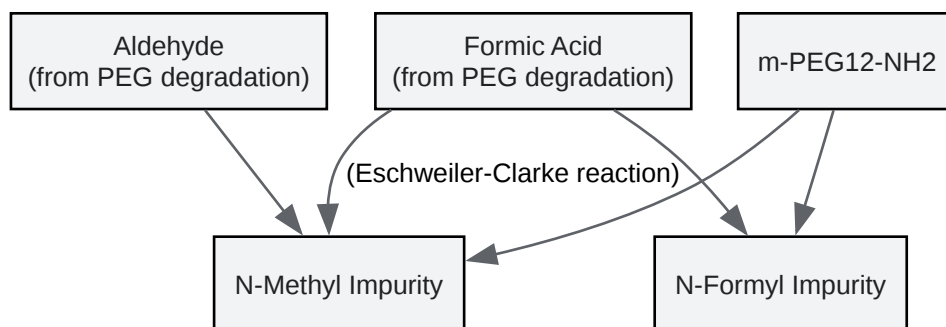 Aldehyde
(from PEG degradation)
Formic Acid
(from PEG degradation)
m-PEG12-NH2
(Eschweiler-Clarke reaction)
N-Methyl Impurity
N-Formyl Impurity